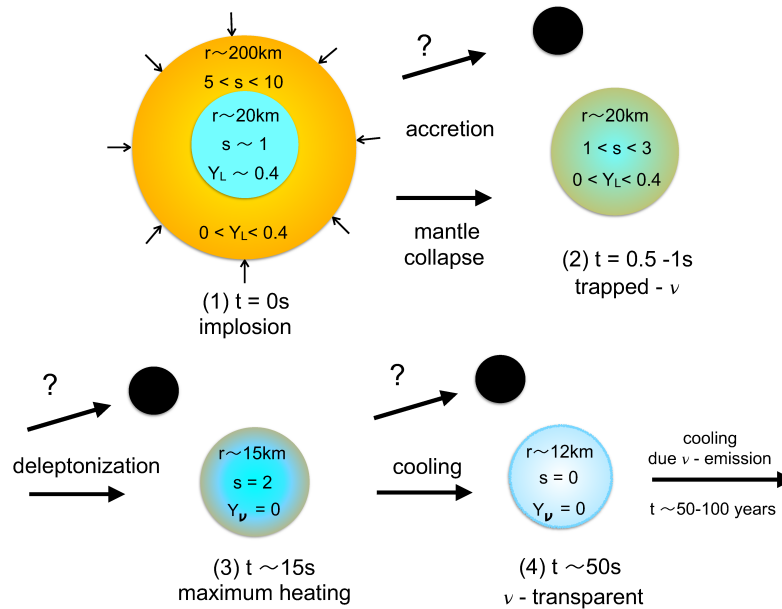 r∼200km
5 < s < 10
r∼20km
s ∼ 1
Y_L ∼ 0.4
0 < Y_L< 0.4
(1) t = 0s
implosion
?
accretion
mantle
collapse
r∼20km
1 < s < 3
0 < Y_L< 0.4
(2) t = 0.5 -1s
trapped - ν
?
deleptonization
r∼15km
s = 2
Y_ν = 0
(3) t ∼15s
maximum heating
?
cooling
r∼12km
s = 0
Y_ν = 0
(4) t ∼50s
ν - transparent
cooling
due ν - emission
t ∼50-100 years